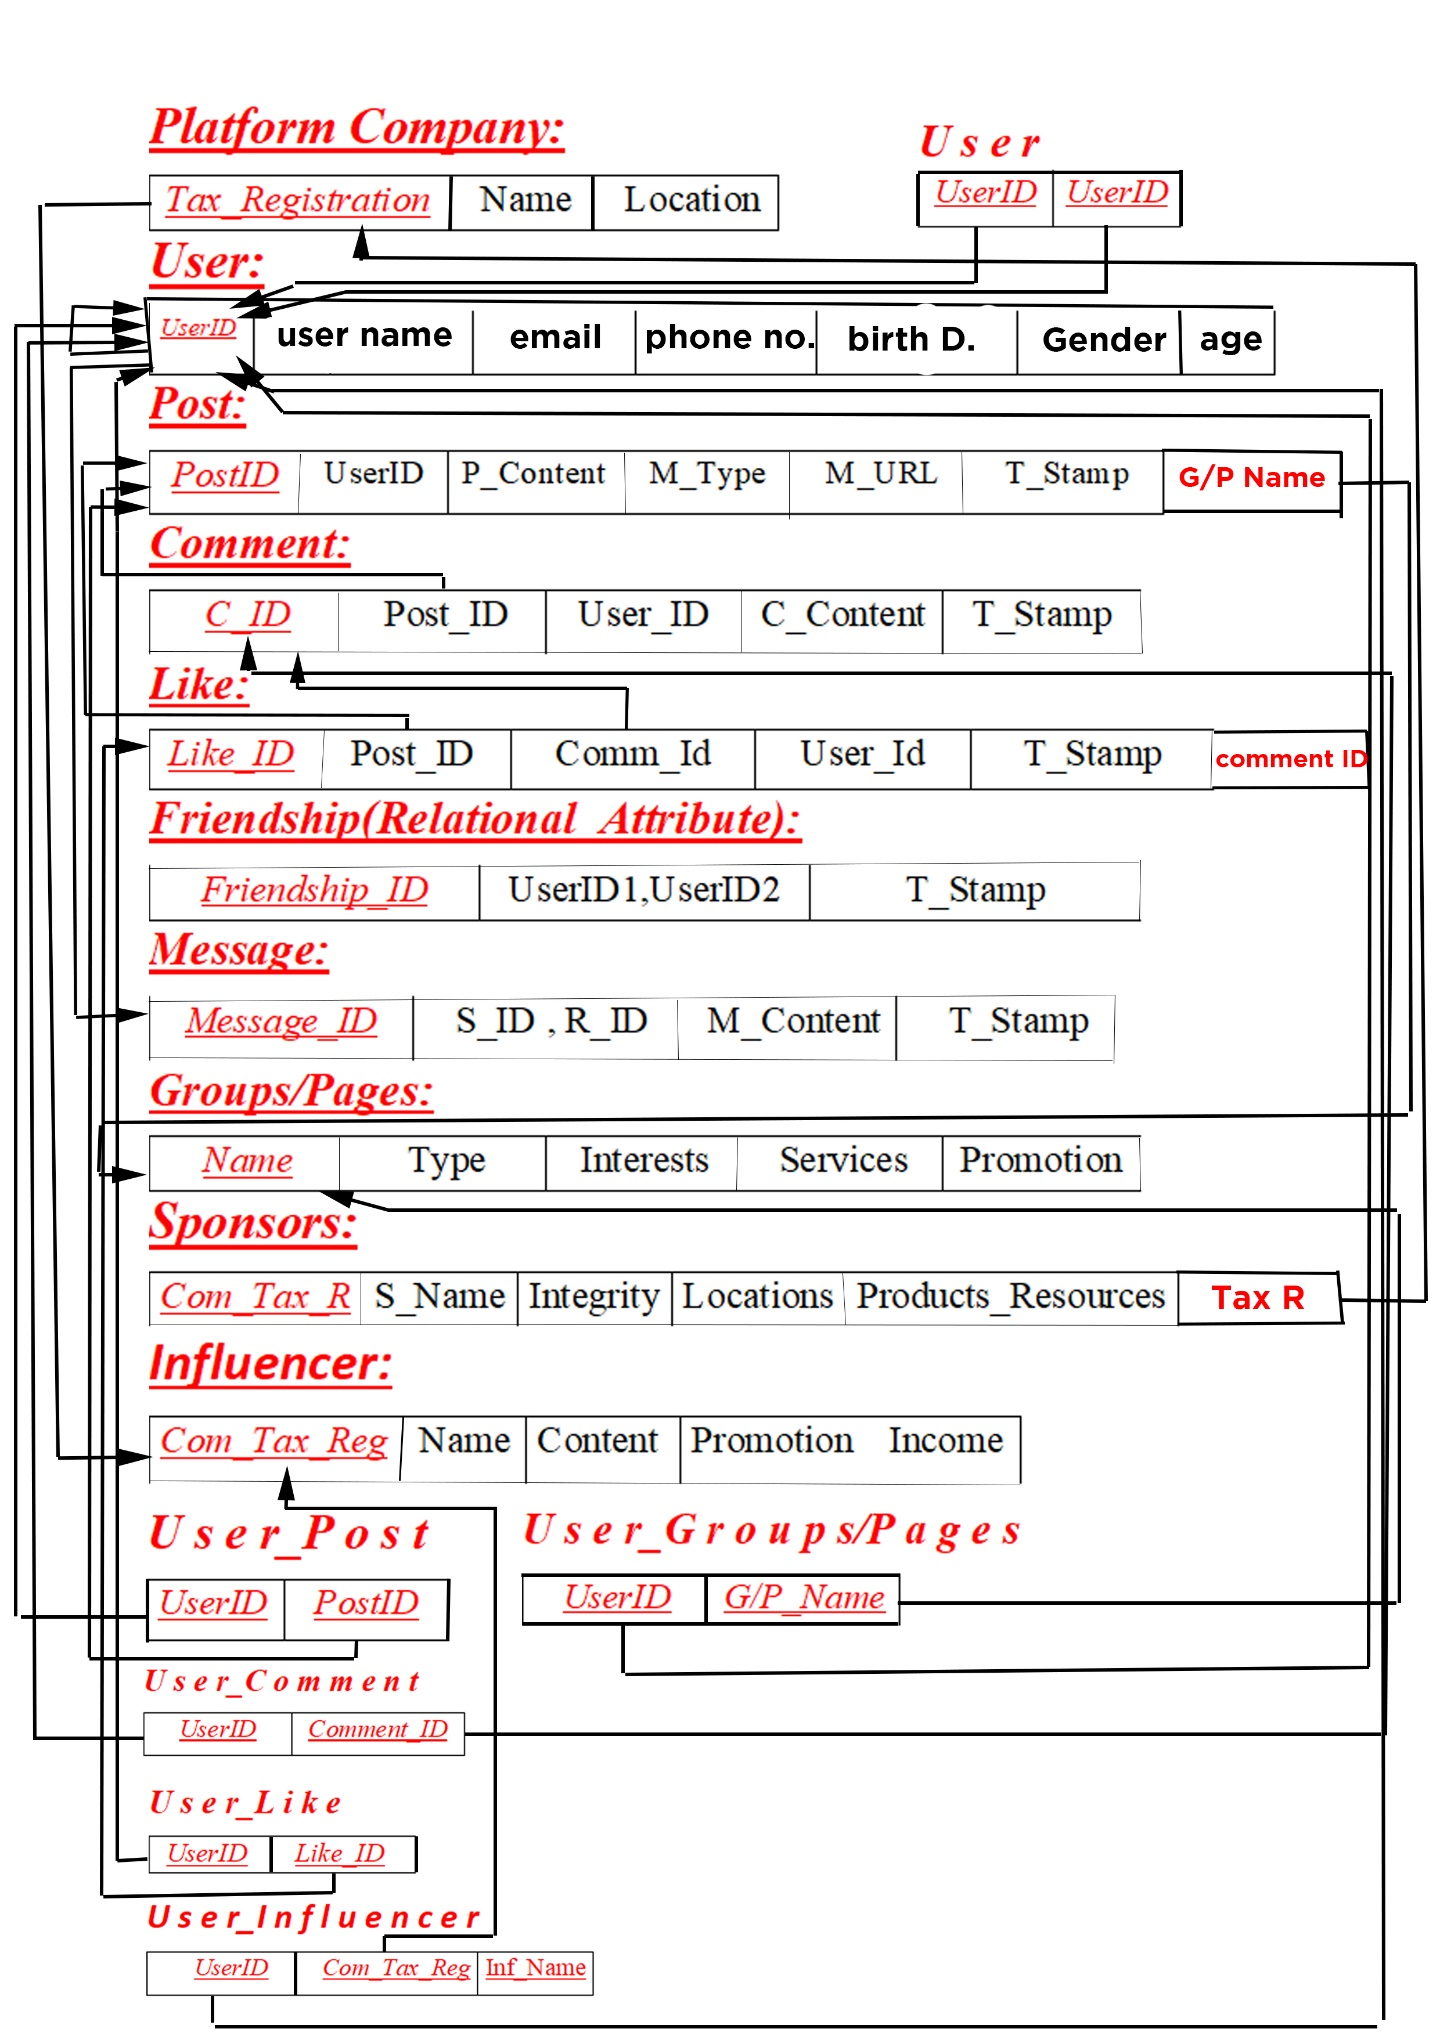 Platform Company:
User
Tax_Registration Name Location
UserID UserID
User:
UserID user name email phone no. birth D. Gender age
Post:
PostID UserID P_Content M_Type M_URL T_Stamp G/P Name
Comment:
C_ID Post_ID User_ID C_Content T_Stamp
Like:
Like_ID Post_ID Comm_Id User_Id T_Stamp comment ID
Friendship(Relational Attribute):
Friendship_ID UserID1,UserID2 T_Stamp
Message:
Message_ID S_ID , R_ID M_Content T_Stamp
Groups/Pages:
Name Type Interests Services Promotion
Sponsors:
Com_Tax_R S_Name Integrity Locations Products_Resources Tax R
Influencer:
Com_Tax_Reg Name Content Promotion Income
User_Post User_Groups/Pages
UserID PostID UserID G/P_Name
User_Comment
UserID Comment_ID
User_Like
UserID Like_ID
User_Influencer
UserID Com_Tax_Reg Inf_Name